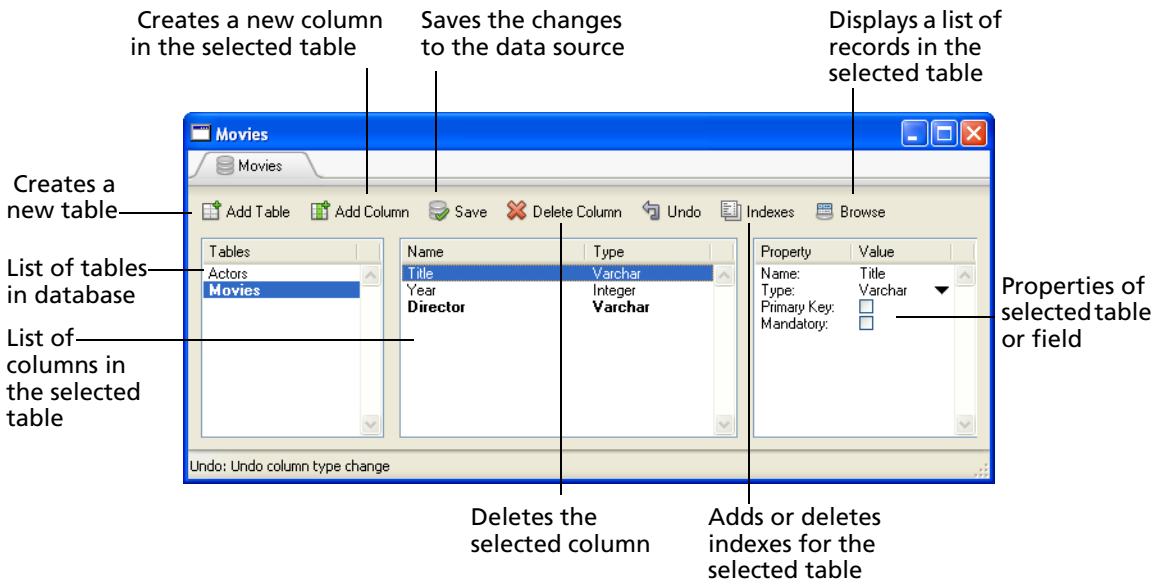 Creates a new column
in the selected table
Saves the changes
to the data source
Displays a list of
records in the
selected table
Movies
Movies
Creates a
new table
Add Table
Add Column
Save
Delete Column
Undo
Indexes
Browse
List of tables
in database
Tables
Actors
Movies
Name Type
Title Varchar
Year Integer
Director Varchar
Property Value
Name: Title
Type: Varchar
Primary Key:
Mandatory:
Properties of
selected table
or field
List of
columns in
the selected
table
Undo: Undo column type change
Deletes the
selected column
Adds or deletes
indexes for the
selected table